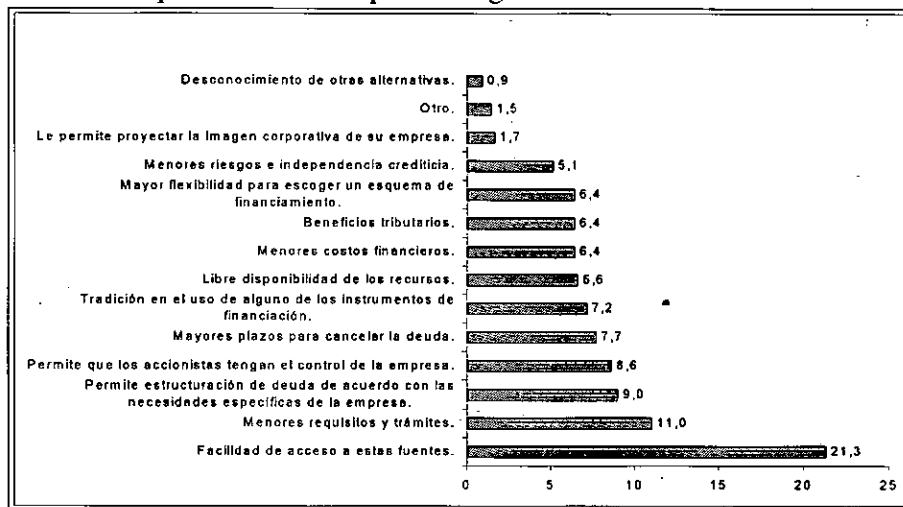 Desconocimiento de otras alternativas. 0,9
Otro. 1,5
Le permite proyectar la imagen corporativa de su empresa. 1,7
Menores riesgos e independencia crediticia. 5,1
Mayor flexibilidad para escoger un esquema de
financiamiento. 6,4
Beneficios tributarios. 6,4
Menores costos financieros. 6,4
Libre disponibilidad de los recursos. 6,6
Tradición en el uso de alguno de los instrumentos de
financiación. 7,2
Mayores plazos para cancelar la deuda. 7,7
Permite que los accionistas tengan el control de la empresa. 8,6
Permite estructuración de deuda de acuerdo con las
necesidades específicas de la empresa. 9,0
Menores requisitos y trámites. 11,0
Facilidad de acceso a estas fuentes. 21,3
0 5 10 15 20 25